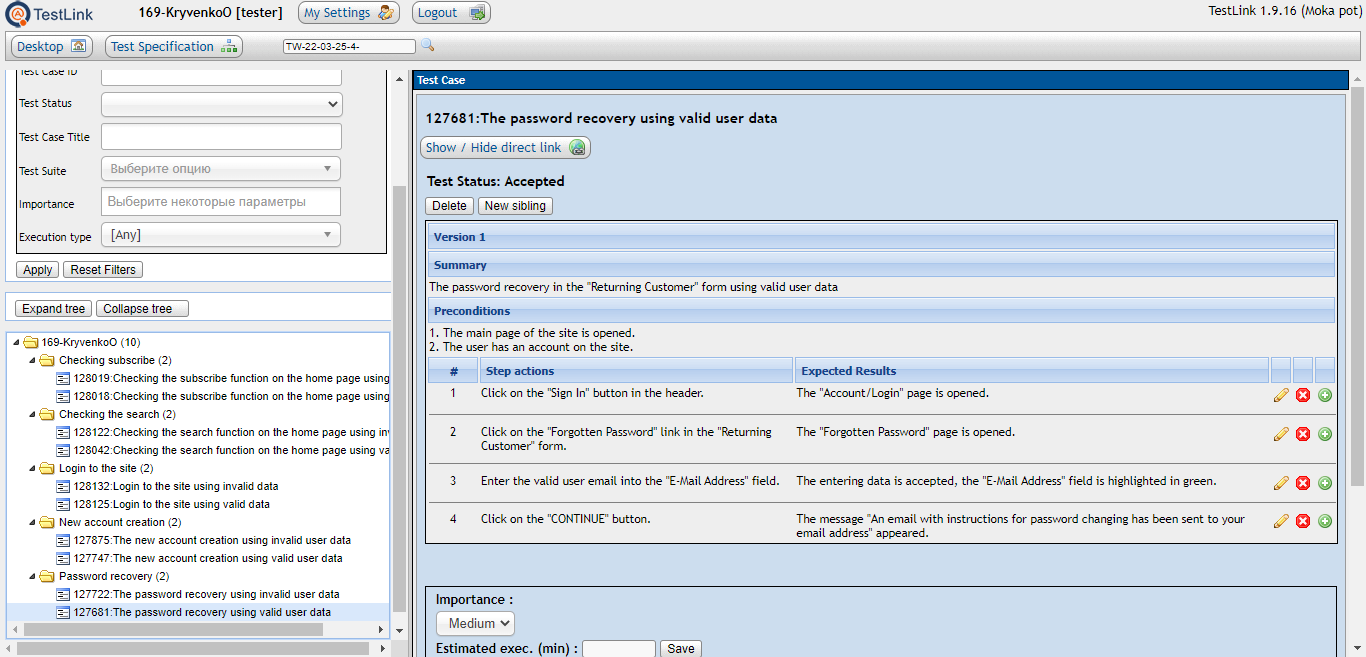 TestLink
169-KryvenkoO [tester]
My Settings
Logout
TestLink 1.9.16 (Moka pot)
Desktop
Test Specification
TW-22-03-25-4-
Test Case ID
Test Status
Test Case Title
Test Suite
Выберите опцию
Importance
Выберите некоторые параметры
Execution type
[Any]
Apply
Reset Filters
Expand tree
Collapse tree
169-KryvenkoO (10)
Checking subscribe (2)
128019:Checking the subscribe function on the home page using
128018:Checking the subscribe function on the home page using
Checking the search (2)
128122:Checking the search function on the home page using in
128042:Checking the search function on the home page using va
Login to the site (2)
128132:Login to the site using invalid data
128125:Login to the site using valid data
New account creation (2)
127875:The new account creation using invalid user data
127747:The new account creation using valid user data
Password recovery (2)
127722:The password recovery using invalid user data
127681:The password recovery using valid user data
Test Case
127681:The password recovery using valid user data
Show / Hide direct link
Test Status: Accepted
Delete
New sibling
Version 1
Summary
The password recovery in the "Returning Customer" form using valid user data
Preconditions
1. The main page of the site is opened.
2. The user has an account on the site.
# Step actions Expected Results
1 Click on the "Sign In" button in the header. The "Account/Login" page is opened.
2 Click on the "Forgotten Password" link in the "Returning The "Forgotten Password" page is opened.
Customer" form.
3 Enter the valid user email into the "E-Mail Address" field. The entering data is accepted, the "E-Mail Address" field is highlighted in green.
4 Click on the "CONTINUE" button. The message "An email with instructions for password changing has been sent to your
email address" appeared.
Importance :
Medium
Estimated exec. (min) :
Save